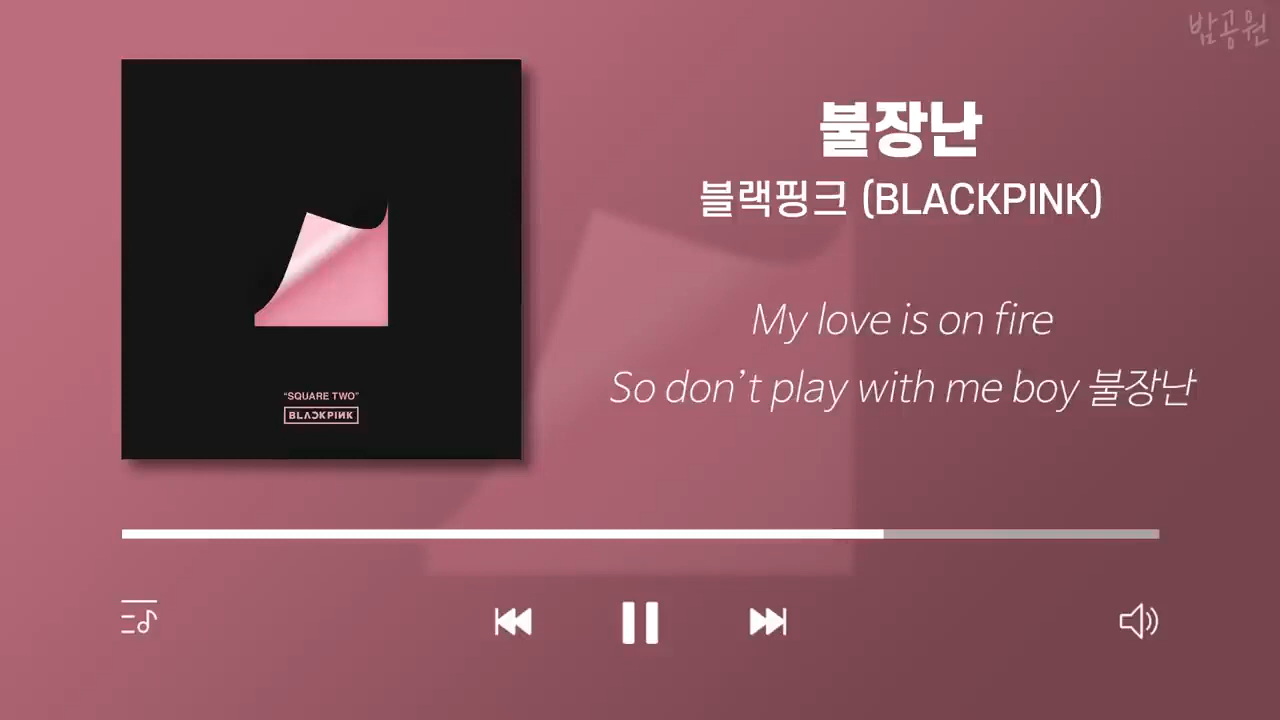 밤공원
불장난
블랙핑크 (BLACKPINK)
My love is on fire
So don't play with me boy 불장난
“SQUARE TWO”
BLACKPINK